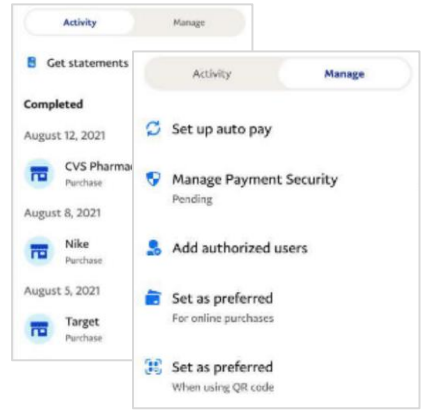 Activity
Manage
Get statements
Completed
August 12, 2021
CVS Pharma
Purchase
August 8, 2021
Nike
Purchase
August 5, 2021
Target
Purchase
Activity
Manage
Set up auto pay
Manage Payment Security
Pending
Add authorized users
Set as preferred
For online purchases
Set as preferred
When using QR code